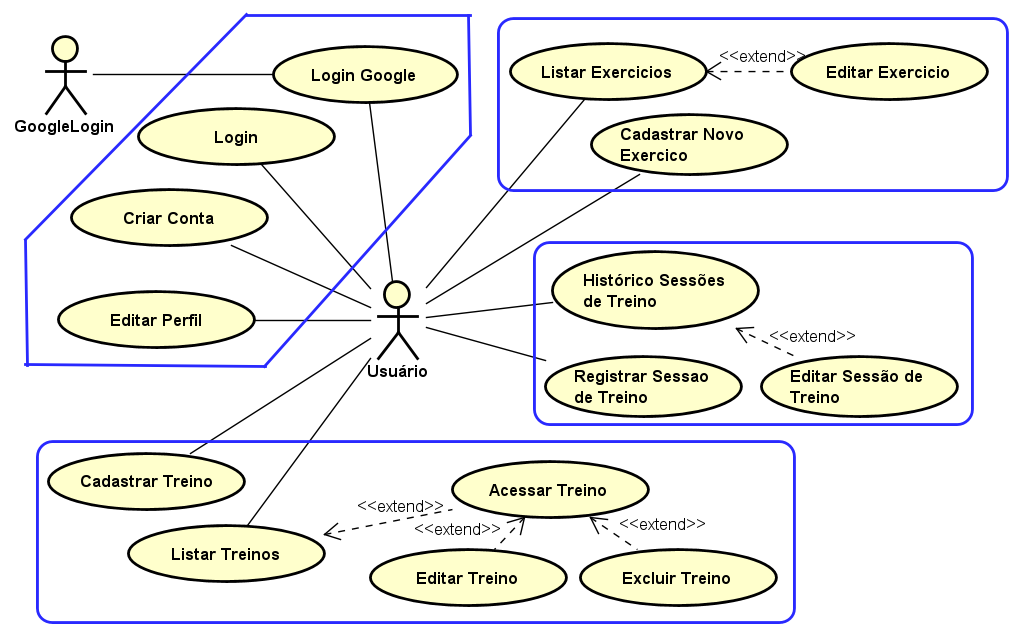 GoogleLogin
Login Google
Login
Criar Conta
Editar Perfil
Usuário
Listar Exercicios
<<extend>>
Editar Exercicio
Cadastrar Novo
Exercico
Histórico Sessões
de Treino
<<extend>>
Registrar Sessao
de Treino
Editar Sessão de
Treino
Cadastrar Treino
Listar Treinos
<<extend>>
Acessar Treino
<<extend>>
<<extend>>
Editar Treino
Excluir Treino